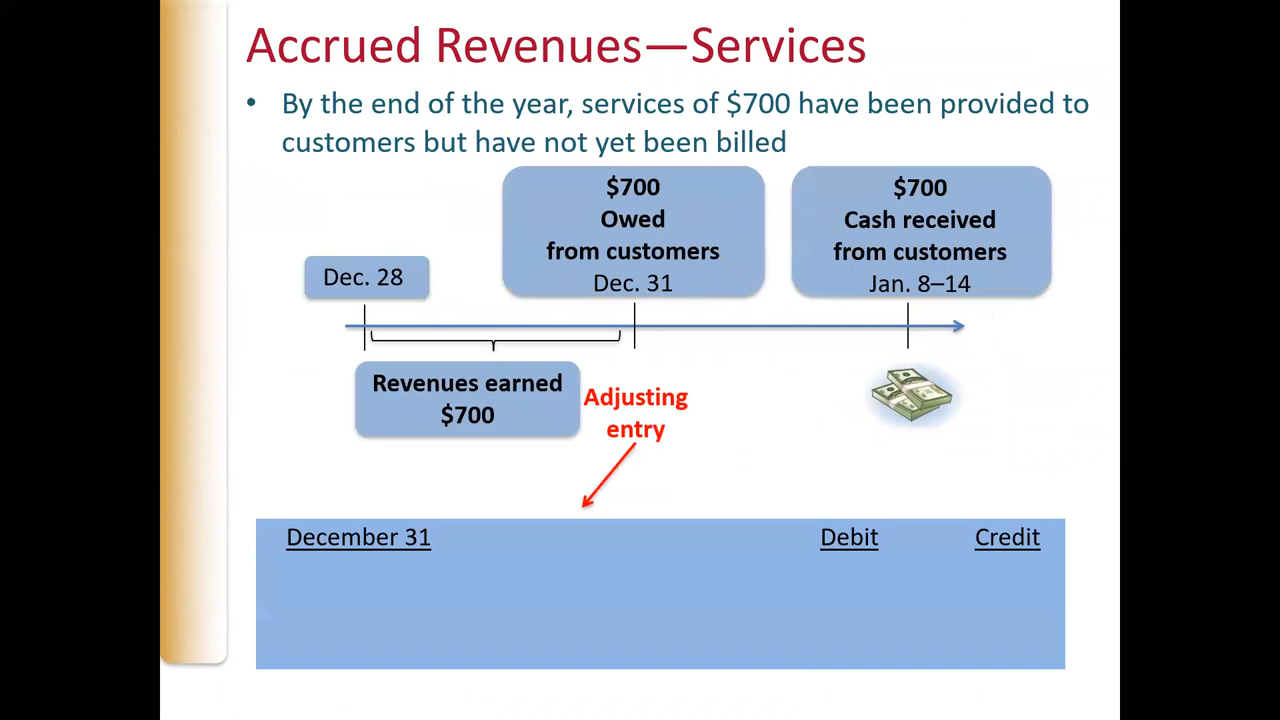 Accrued Revenues—Services
• By the end of the year, services of $700 have been provided to
customers but have not yet been billed
$700
Owed
from customers
Dec. 31
$700
Cash received
from customers
Jan. 8–14
Dec. 28
Revenues earned
$700
Adjusting
entry
December 31 Debit Credit